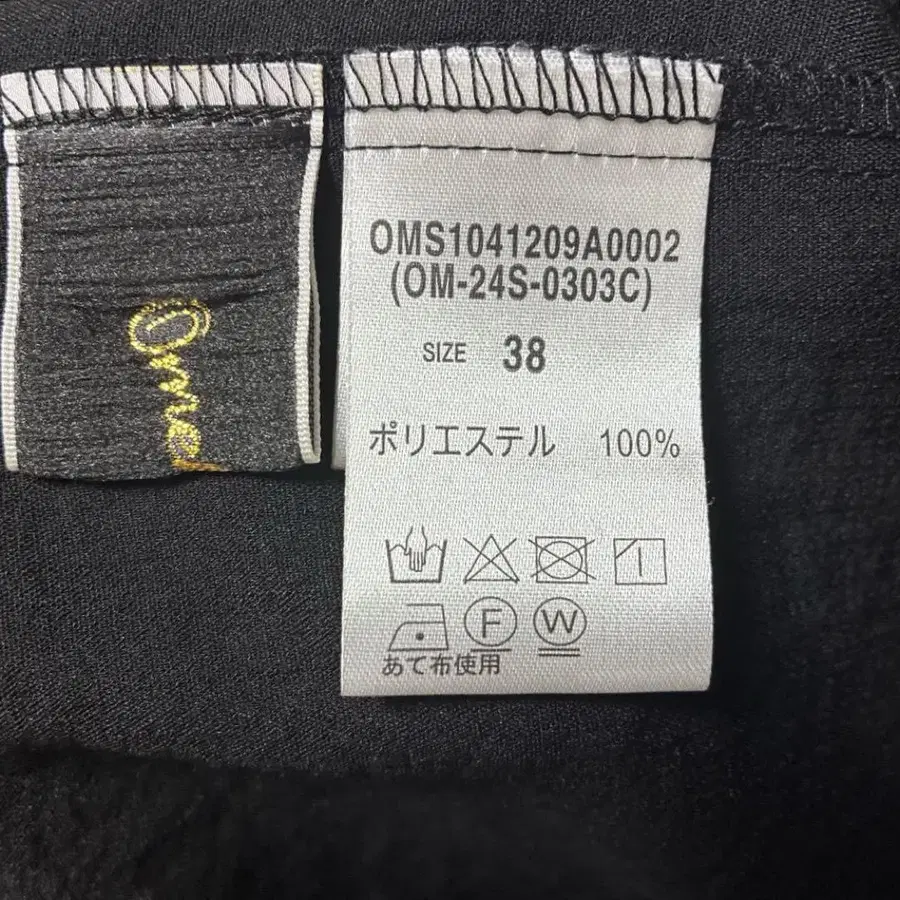 OMS1041209A0002
(OM-24S-0303C)
SIZE 38
ポリエステル 100%
F W
あて布使用